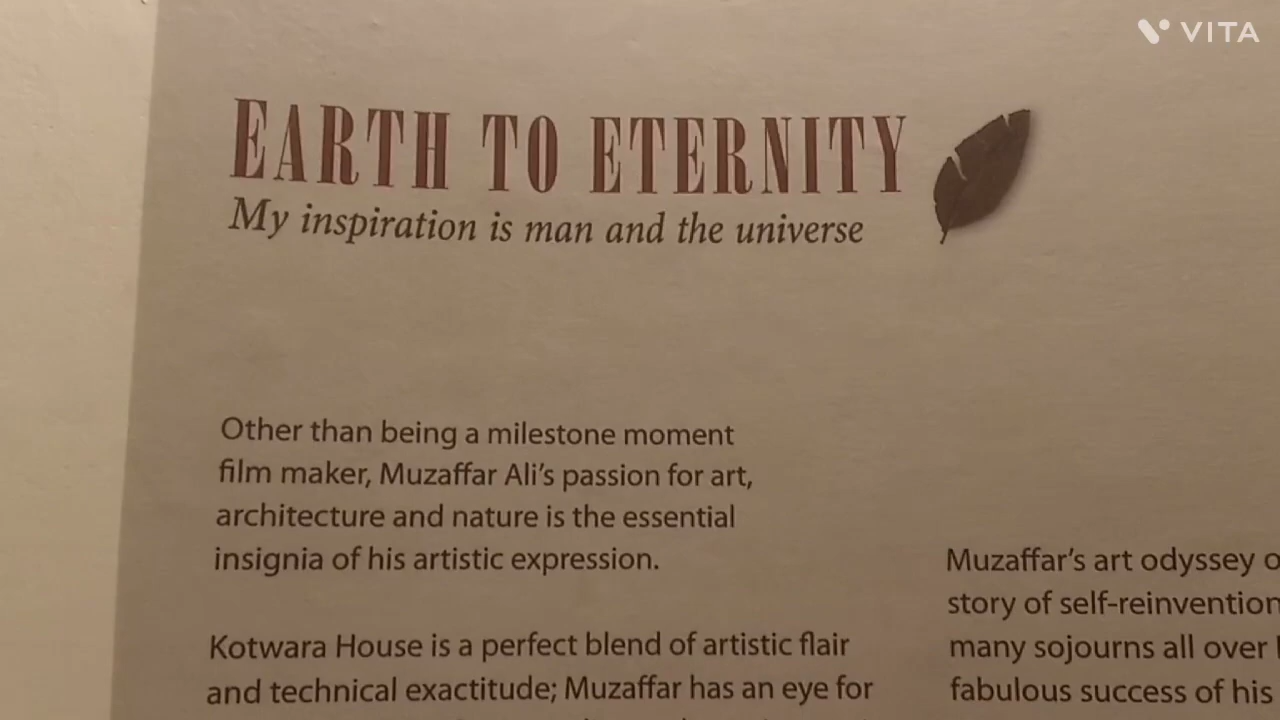 VITA
EARTH TO ETERNITY
My inspiration is man and the universe
Other than being a milestone moment
film maker, Muzaffar Ali's passion for art,
architecture and nature is the essential
insignia of his artistic expression.
Kotwara House is a perfect blend of artistic flair
and technical exactitude; Muzaffar has an eye for
Muzaffar's art odyssey
story of self-reinvention
many sojourns all over
fabulous success of his